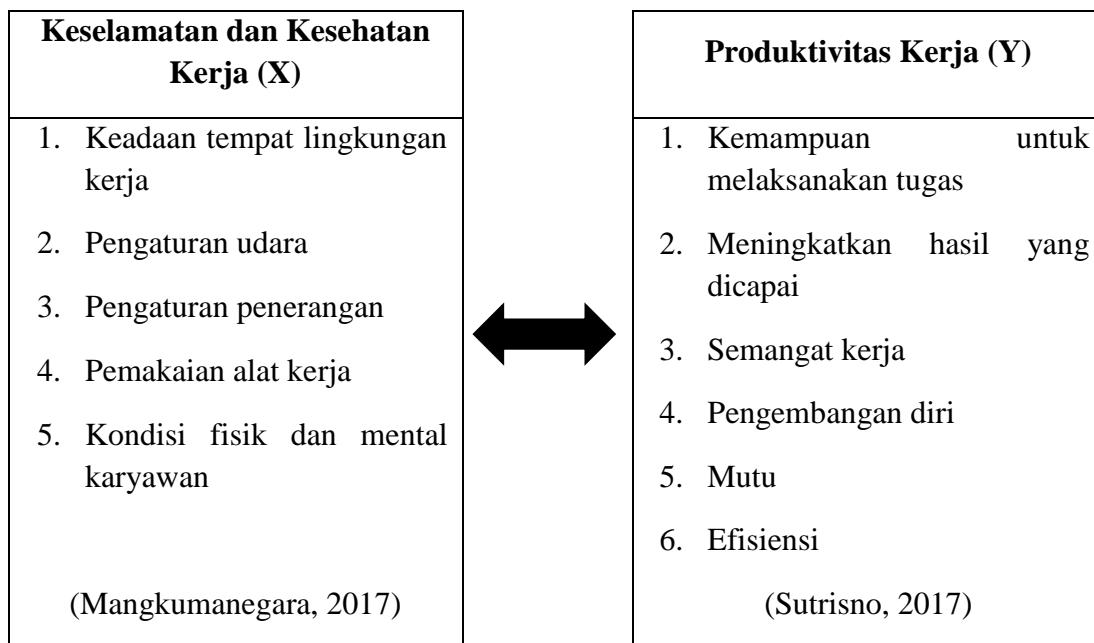 Keselamatan dan Kesehatan
Kerja (X)
1. Keadaan tempat lingkungan
kerja
2. Pengaturan udara
3. Pengaturan penerangan
4. Pemakaian alat kerja
5. Kondisi fisik dan mental
karyawan
(Mangkumanegara, 2017)
Produktivitas Kerja (Y)
1. Kemampuan untuk
melaksanakan tugas
2. Meningkatkan hasil yang
dicapai
3. Semangat kerja
4. Pengembangan diri
5. Mutu
6. Efisiensi
(Sutrisno, 2017)